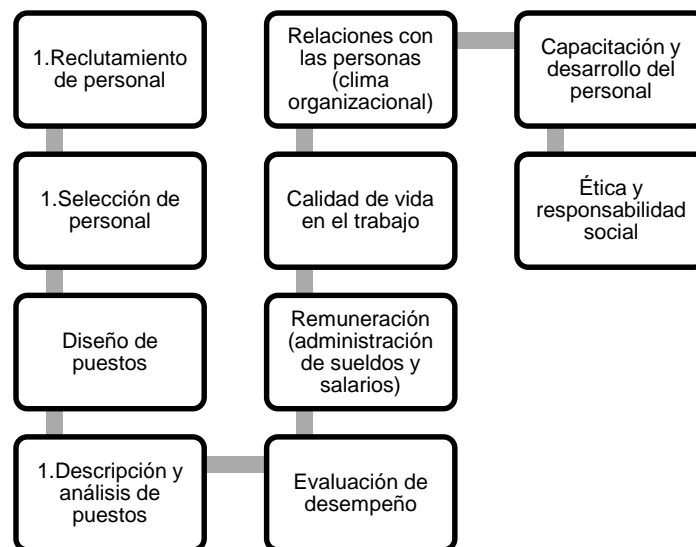 1.Reclutamiento
de personal
1.Selección de
personal
Diseño de
puestos
1.Descripción y
análisis de
puestos
Evaluación de
desempeño
Remuneración
(administración
de sueldos y
salarios)
Calidad de vida
en el trabajo
Relaciones con
las personas
(clima
organizacional)
Capacitación y
desarrollo del
personal
Ética y
responsabilidad
social